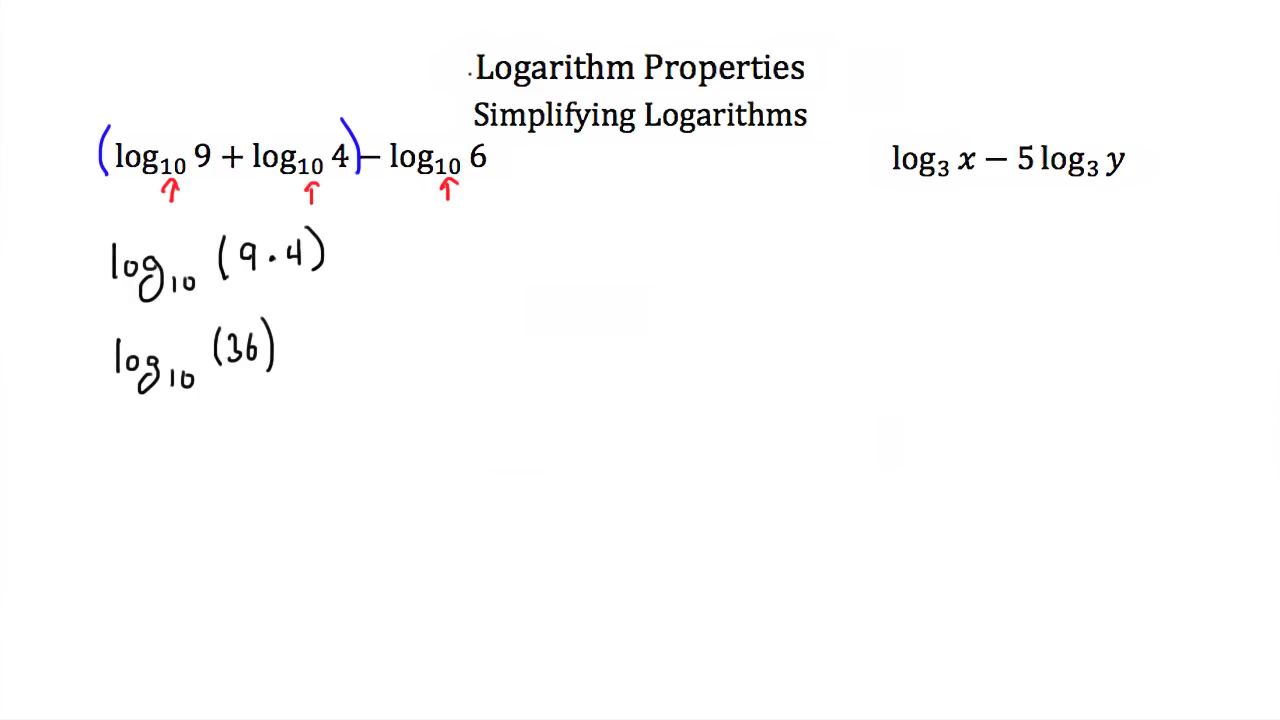 Logarithm Properties
Simplifying Logarithms
(log₁₀ 9 + log₁₀ 4) − log₁₀ 6
log₃ x − 5 log₃ y
log₁₀ (9 · 4)
log₁₀ (36)